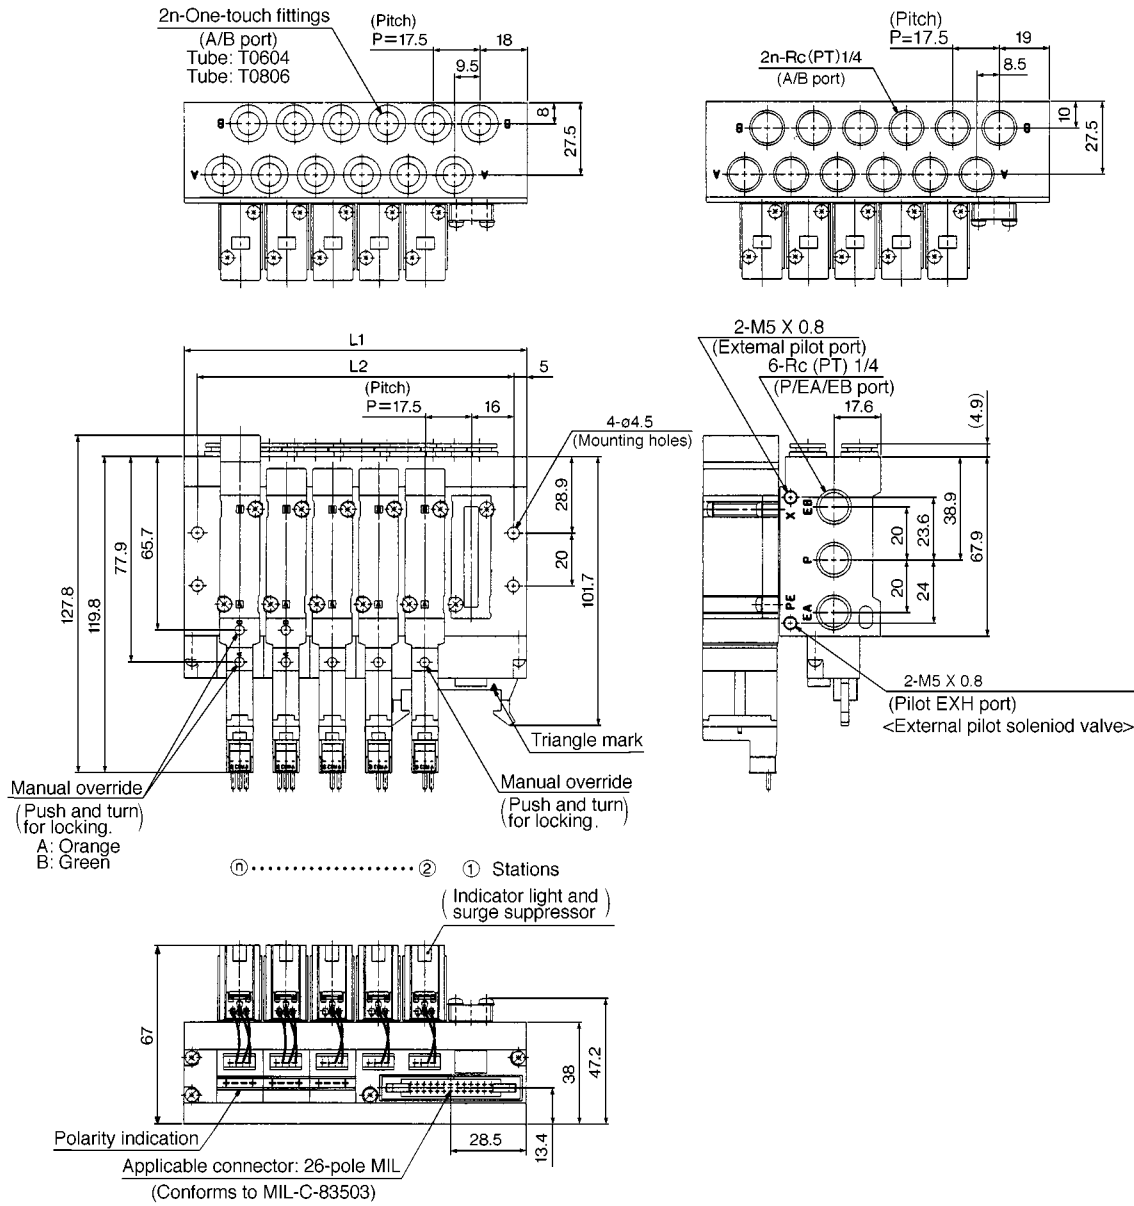 2n-One-touch fittings
(A/B port)
Tube: T0604
Tube: T0806
(Pitch)
P=17.5
18
9.5
8
27.5
B
B
A
A
(Pitch)
P=17.5
19
2n-Rc(PT)1/4
(A/B port)
8.5
10
27.5
B
B
A
A
L1
L2
5
(Pitch)
P=17.5
16
4-ø4.5
(Mounting holes)
28.9
20
101.7
65.7
77.9
119.8
127.8
Triangle mark
Manual override
(Push and turn)
for locking.
A: Orange
B: Green
Manual override
(Push and turn)
for locking.
2-M5 X 0.8
(External pilot port)
6-Rc (PT) 1/4
(P/EA/EB port)
17.6
(4.9)
X
EB
P
PE
EA
20
20
23.6
24
38.9
67.9
2-M5 X 0.8
(Pilot EXH port)
<External pilot soleniod valve>
ⓝ ···················· ② ① Stations
(Indicator light and)
surge suppressor
67
38
47.2
28.5
13.4
Polarity indication
Applicable connector: 26-pole MIL
(Conforms to MIL-C-83503)